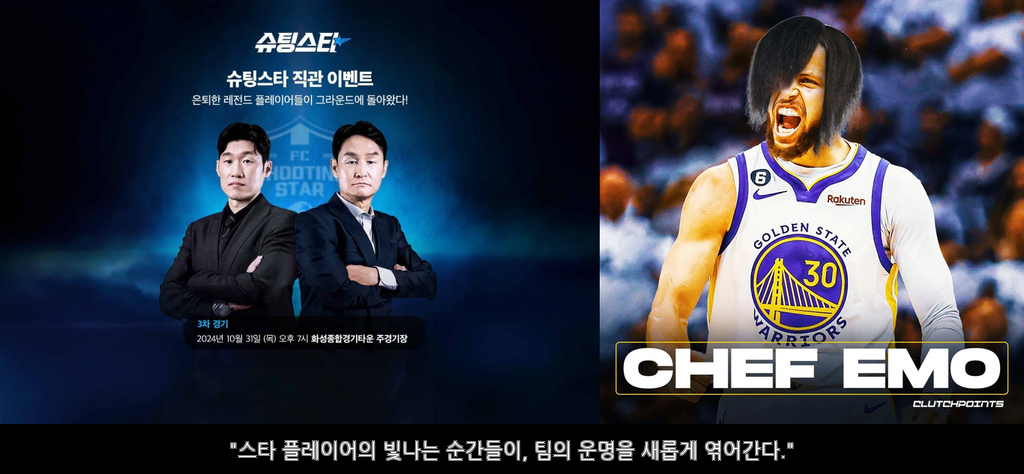 슈팅스타
슈팅스타 직관 이벤트
은퇴한 레전드 플레이어들이 그라운드에 돌아왔다!
FC
SHOOTING
STAR
3차 경기
2024년 10월 31일 (목) 오후 7시 화성종합경기타운 주경기장
6
Rakuten
GOLDEN STATE
30
WARRIORS
CHEF EMO
CLUTCHPOINTS
"스타 플레이어의 빛나는 순간들이, 팀의 운명을 새롭게 엮어간다."